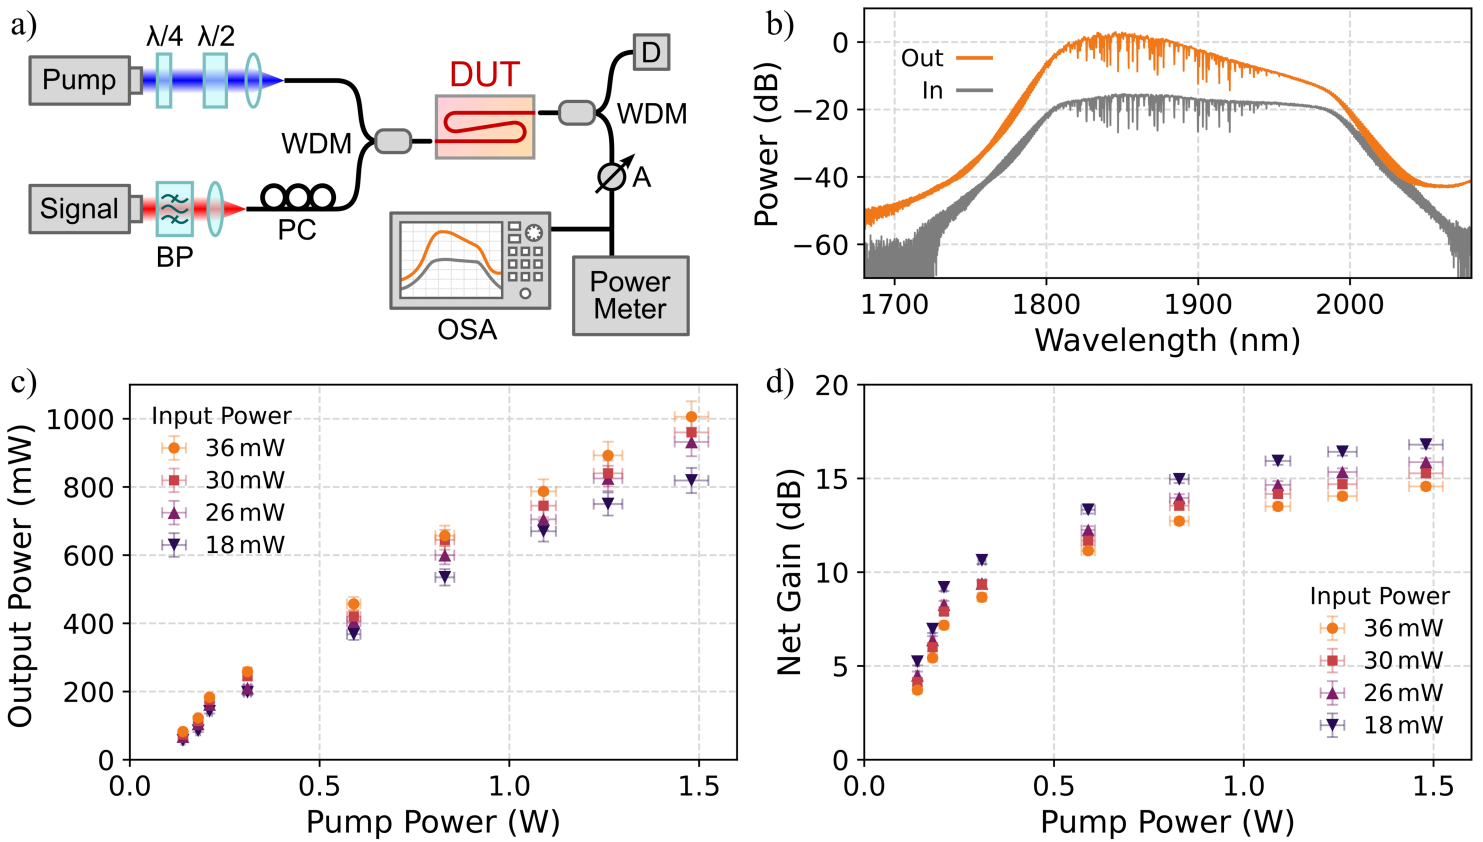 a)
λ/4 λ/2
Pump
DUT
D
WDM
WDM
A
Signal
BP
PC
OSA
Power
Meter
b)
Power (dB)
0
−20
−40
−60
Out
In
1700 1800 1900 2000
Wavelength (nm)
c)
Output Power (mW)
1000
800
600
400
200
0
Input Power
36 mW
30 mW
26 mW
18 mW
0.0 0.5 1.0 1.5
Pump Power (W)
d)
Net Gain (dB)
20
15
10
5
0
Input Power
36 mW
30 mW
26 mW
18 mW
0.0 0.5 1.0 1.5
Pump Power (W)